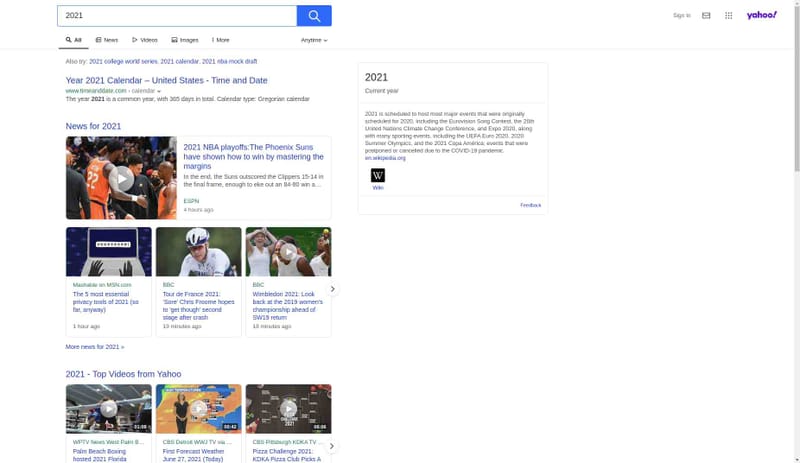 2021
Sign In
yahoo!
All
News
Videos
Images
More
Anytime
Also try: 2021 college world series, 2021 calendar, 2021 nba mock draft
Year 2021 Calendar – United States - Time and Date
www.timeanddate.com › calendar
The year 2021 is a common year, with 365 days in total. Calendar type: Gregorian calendar
News for 2021
2021 NBA playoffs:The Phoenix Suns
have shown how to win by mastering the
margins
In the end, the Suns outscored the Clippers 15-14 in
the final frame, enough to eke out an 84-80 win a…
ESPN
4 hours ago
Mashable on MSN.com
The 5 most essential
privacy tools of 2021 (so
far, anyway)
1 hour ago
BBC
Tour de France 2021:
'Sore' Chris Froome hopes
to 'get though' second
stage after crash
19 minutes ago
BBC
Wimbledon 2021: Look
back at the 2019 women's
championship ahead of
SW19 return
18 minutes ago
More news for 2021 »
2021 - Top Videos from Yahoo
01:08
WPTV News West Palm B…
Palm Beach Boxing
hosted 2021 Florida
00:42
CBS Detroit WWJ TV via …
First Forecast Weather
June 27, 2021 (Today)
CBS Pittsburgh KDKA TV …
Pizza Challenge 2021:
KDKA-Pizza Club Picks A
2021
Current year
2021 is scheduled to host most major events that were originally
scheduled for 2020, including the Eurovision Song Contest, the 26th
United Nations Climate Change Conference, and Expo 2020, along
with many sporting events, including the UEFA Euro 2020, 2020
Summer Olympics, and the 2021 Copa América; events that were
postponed or canceled due to the COVID-19 pandemic.
en.wikipedia.org
W
Wiki
Feedback